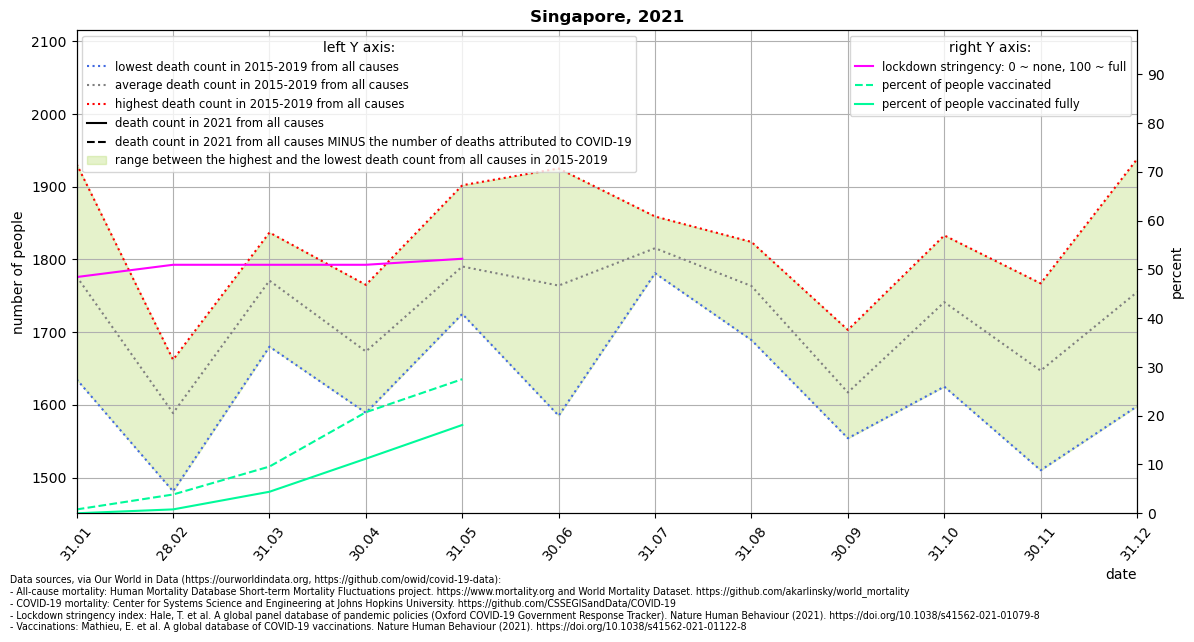 Singapore, 2021
left Y axis:
lowest death count in 2015-2019 from all causes
average death count in 2015-2019 from all causes
highest death count in 2015-2019 from all causes
death count in 2021 from all causes
death count in 2021 from all causes MINUS the number of deaths attributed to COVID-19
range between the highest and the lowest death count from all causes in 2015-2019
right Y axis:
lockdown stringency: 0 ~ none, 100 ~ full
percent of people vaccinated
percent of people vaccinated fully
number of people
2100
2000
1900
1800
1700
1600
1500
percent
90
80
70
60
50
40
30
20
10
0
31.01
28.02
31.03
30.04
31.05
30.06
31.07
31.08
30.09
31.10
30.11
31.12
date
Data sources, via Our World in Data (https://ourworldindata.org, https://github.com/owid/covid-19-data):
- All-cause mortality: Human Mortality Database Short-term Mortality Fluctuations project. https://www.mortality.org and World Mortality Dataset. https://github.com/akarlinsky/world_mortality
- COVID-19 mortality: Center for Systems Science and Engineering at Johns Hopkins University. https://github.com/CSSEGISandData/COVID-19
- Lockdown stringency index: Hale, T. et al. A global panel database of pandemic policies (Oxford COVID-19 Government Response Tracker). Nature Human Behaviour (2021). https://doi.org/10.1038/s41562-021-01079-8
- Vaccinations: Mathieu, E. et al. A global database of COVID-19 vaccinations. Nature Human Behaviour (2021). https://doi.org/10.1038/s41562-021-01122-8